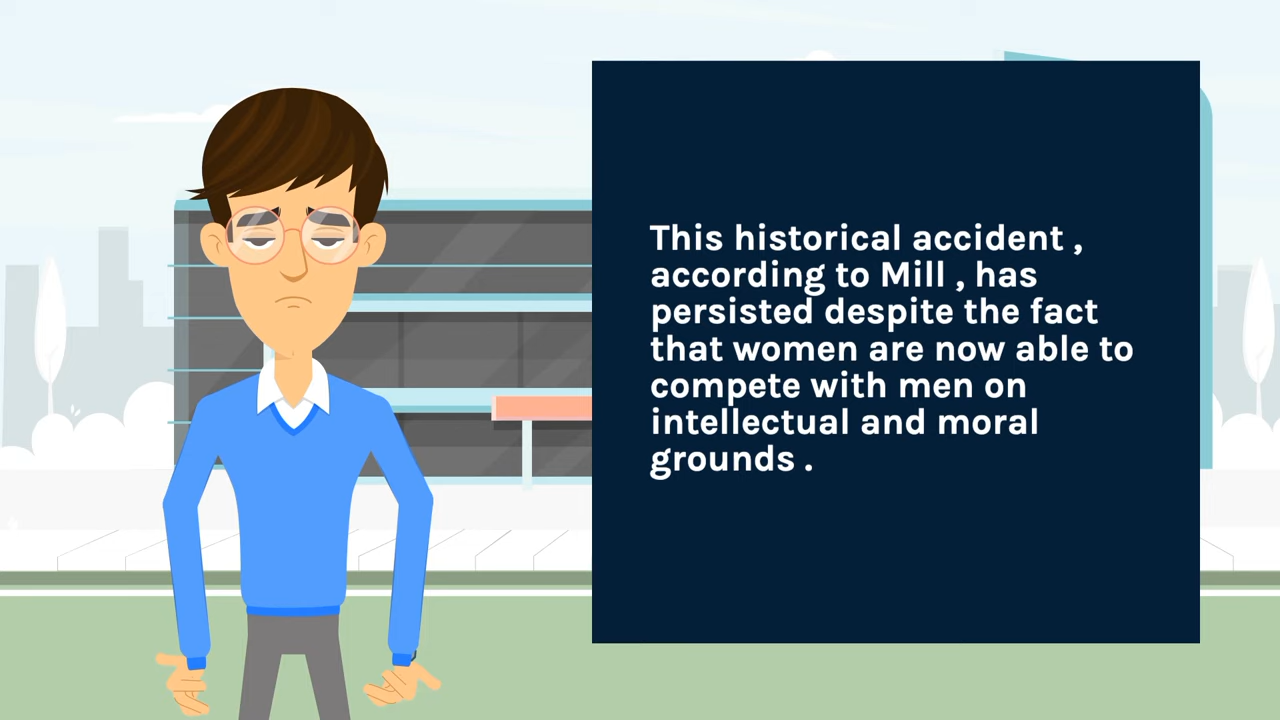 This historical accident ,
according to Mill , has
persisted despite the fact
that women are now able to
compete with men on
intellectual and moral
grounds .